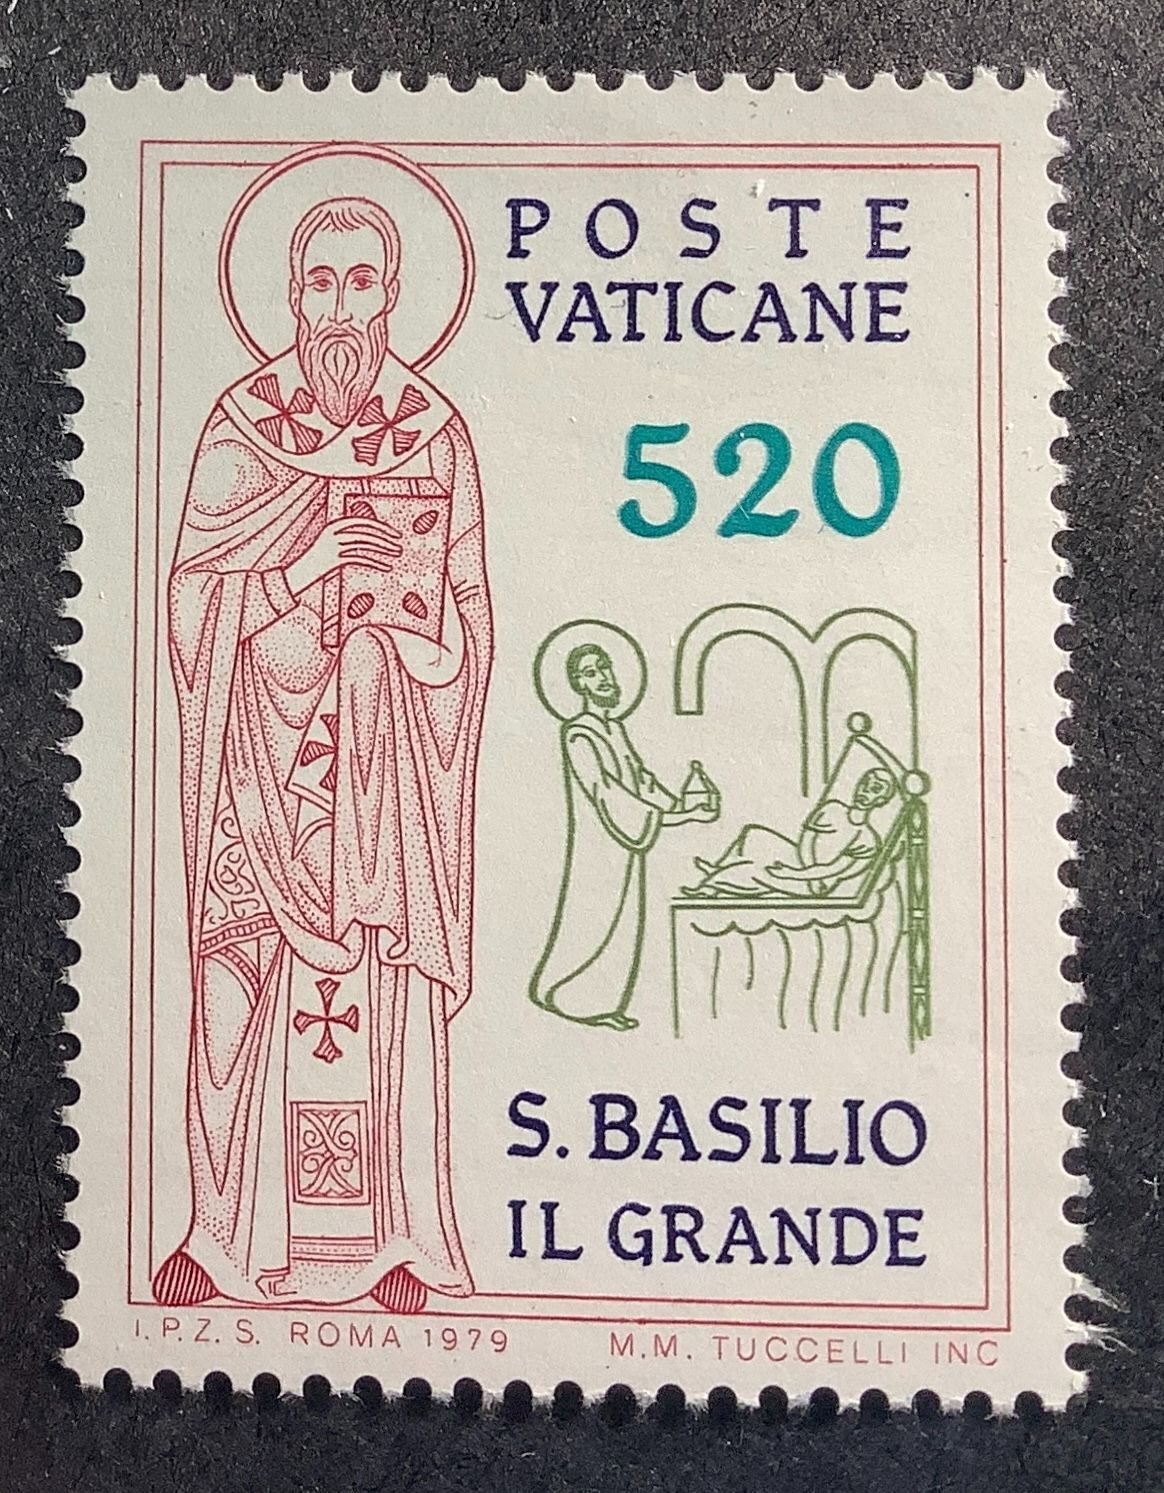 POSTE
VATICANE
520
S. BASILIO
IL GRANDE
I.P.Z.S. ROMA 1979
M.M. TUCCELLI INC